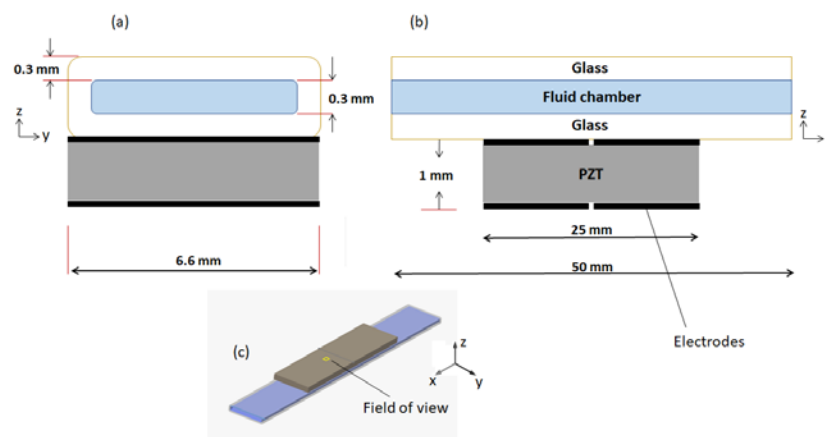 (a)
0.3 mm
0.3 mm
z
y
6.6 mm
(b)
Glass
Fluid chamber
Glass
z
1 mm
PZT
25 mm
50 mm
Electrodes
(c)
z
x
y
Field of view